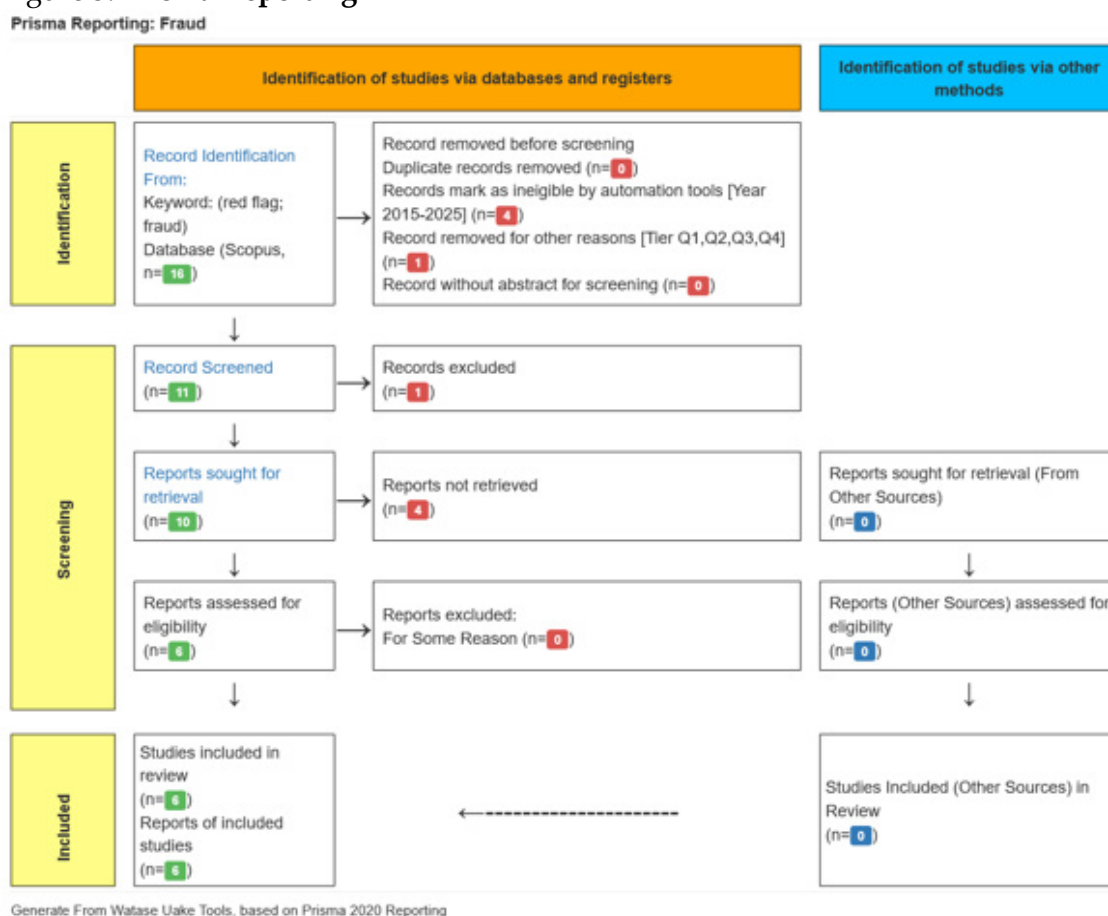 Prisma Reporting: Fraud
Identification of studies via databases and registers
Identification of studies via other
methods
Identification
Record Identification
From:
Keyword: (red flag;
fraud)
Database (Scopus,
n=16)
Record removed before screening
Duplicate records removed (n=0)
Records mark as ineligible by automation tools [Year
2015-2025] (n=4)
Record removed for other reasons [Tier Q1,Q2,Q3,Q4]
(n=1)
Record without abstract for screening (n=0)
Screening
Record Screened
(n=11)
Records excluded
(n=1)
Reports sought for
retrieval
(n=10)
Reports not retrieved
(n=4)
Reports sought for retrieval (From
Other Sources)
(n=0)
Reports assessed for
eligibility
(n=6)
Reports excluded:
For Some Reason (n=0)
Reports (Other Sources) assessed for
eligibility
(n=0)
Included
Studies included in
review
(n=6)
Reports of included
studies
(n=6)
Studies Included (Other Sources) in
Review
(n=0)
Generate From Watase Uake Tools, based on Prisma 2020 Reporting